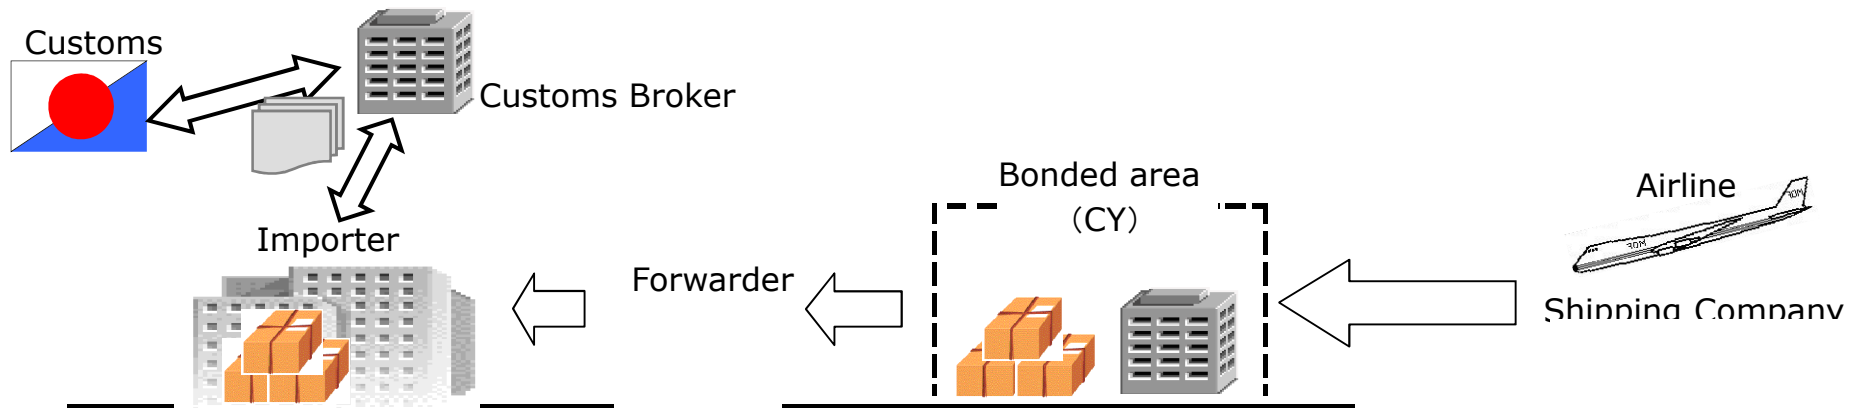 Customs
Customs Broker
Importer
Forwarder
Bonded area
（CY）
Airline
Shipping Company